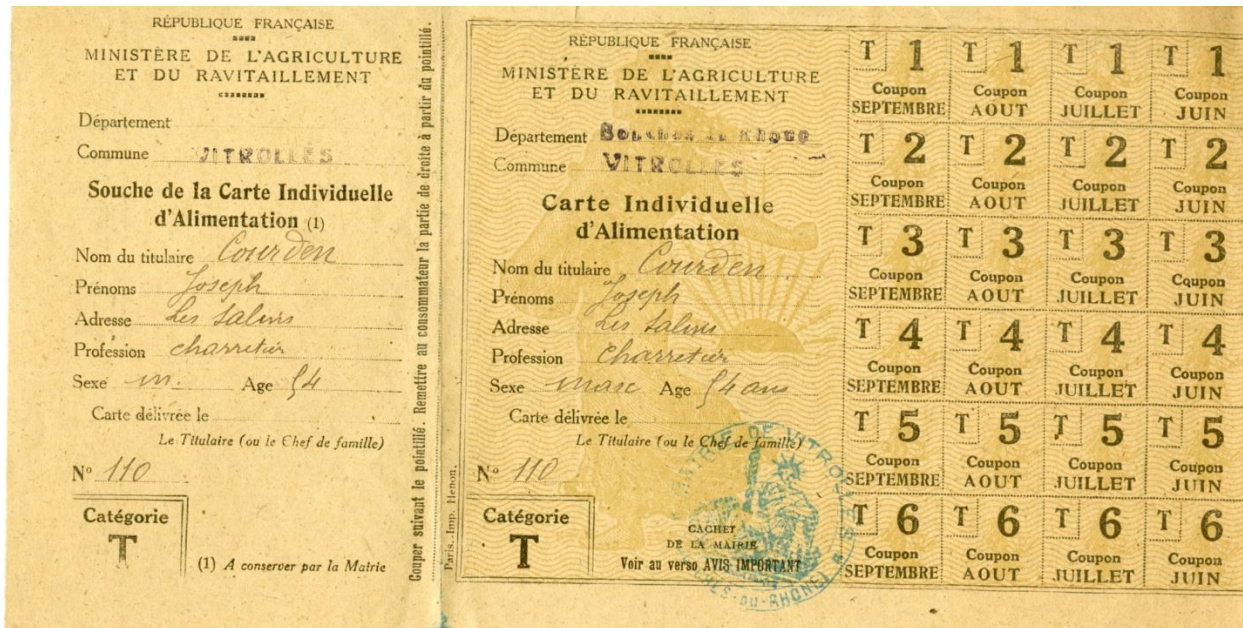 RÉPUBLIQUE FRANÇAISE
MINISTÈRE DE L'AGRICULTURE
ET DU RAVITAILLEMENT
Département
Commune VITROLLES
Souche de la Carte Individuelle
d'Alimentation (1)
Nom du titulaire Courden
Prénoms Joseph
Adresse Les Salins
Profession charretier
Sexe m. Age 54
Carte délivrée le
Le Titulaire (ou le Chef de famille)
N° 110
Catégorie
T
(1) A conserver par la Mairie
Couper suivant le pointillé. Remettre au consommateur la partie de droite à partir du pointillé.
Paris. Imp. Henon.
RÉPUBLIQUE FRANÇAISE
MINISTÈRE DE L'AGRICULTURE
ET DU RAVITAILLEMENT
Département Bouches du Rhône
Commune VITROLLES
Carte Individuelle
d'Alimentation
Nom du titulaire Courden
Prénoms Joseph
Adresse Les Salins
Profession Charretier
Sexe masc Age 54 ans
Carte délivrée le
Le Titulaire (ou le Chef de famille)
N° 110
Catégorie
T
CACHET
DE LA MAIRIE
Voir au verso AVIS IMPORTANT
MAIRIE DE VITROLLES
DU-RHONE
T 1 T 1 T 1 T 1
Coupon Coupon Coupon Coupon
SEPTEMBRE AOUT JUILLET JUIN
T 2 T 2 T 2 T 2
Coupon Coupon Coupon Coupon
SEPTEMBRE AOUT JUILLET JUIN
T 3 T 3 T 3 T 3
Coupon Coupon Coupon Coupon
SEPTEMBRE AOUT JUILLET JUIN
T 4 T 4 T 4 T 4
Coupon Coupon Coupon Coupon
SEPTEMBRE AOUT JUILLET JUIN
T 5 T 5 T 5 T 5
Coupon Coupon Coupon Coupon
SEPTEMBRE AOUT JUILLET JUIN
T 6 T 6 T 6 T 6
Coupon Coupon Coupon Coupon
SEPTEMBRE AOUT JUILLET JUIN